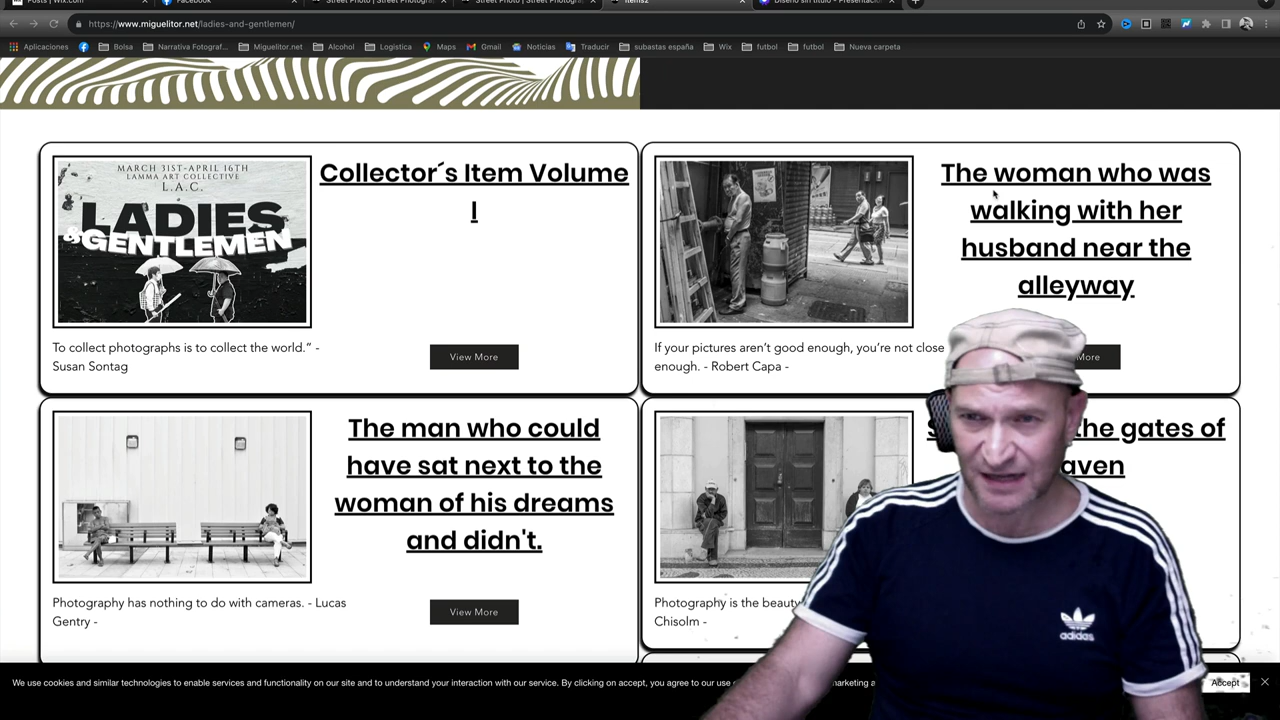 Posts | Wix.com
Facebook
Items2
https://www.miguelitor.net/ladies-and-gentlemen/
Aplicaciones
Bolsa
Narrativa Fotograf...
Miguelitor.net
Alcohol
Logistica
Maps
Gmail
Noticias
Traducir
subastas españa
Wix
futbol
futbol
Nueva carpeta
MARCH 31ST-APRIL 16TH
LAMMA ART COLLECTIVE
L.A.C.
LADIES
&GENTLEMEN
Collector´s Item Volume
I
To collect photographs is to collect the world.” -
Susan Sontag
View More
The woman who was
walking with her
husband near the
alleyway
If your pictures aren’t good enough, you’re not close
enough. - Robert Capa -
More
The man who could
have sat next to the
woman of his dreams
and didn't.
Photography has nothing to do with cameras. - Lucas
Gentry -
View More
the gates of
Photography is the beauty
Chisolm -
adidas
We use cookies and similar technologies to enable services and functionality on our site and to understand your interaction with our service. By clicking on accept, you agree to our use
marketing a
Accept